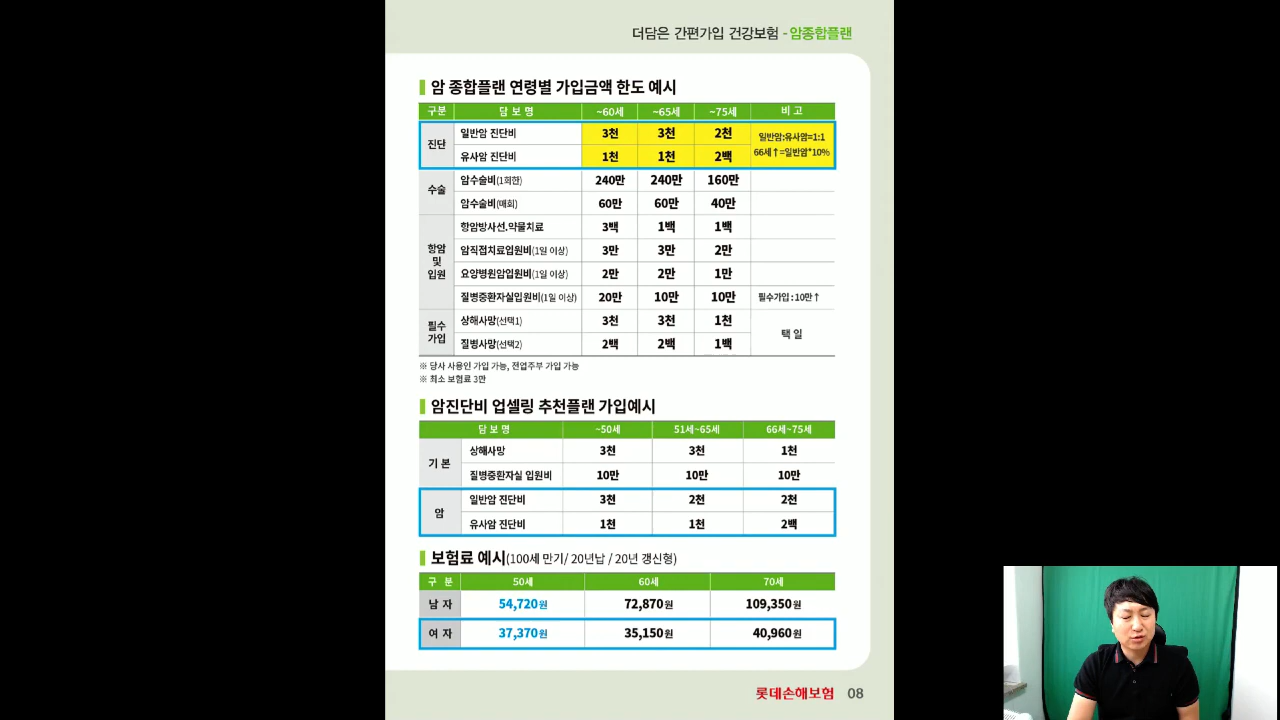 더담은 간편가입 건강보험 - 암종합플랜
암 종합플랜 연령별 가입금액 한도 예시
구분 담 보 명 ~60세 ~65세 ~75세 비 고
진단 일반암 진단비 3천 3천 2천 일반암:유사암=1:1
유사암 진단비 1천 1천 2백 66세↑=일반암*10%
수술 암수술비(1회한) 240만 240만 160만
암수술비(매회) 60만 60만 40만
항암 및 입원 항암방사선.약물치료 3백 1백 1백
암직접치료입원비(1일 이상) 3만 3만 2만
요양병원암입원비(1일 이상) 2만 2만 1만
질병중환자실입원비(1일 이상) 20만 10만 10만 필수가입 : 10만↑
필수 가입 상해사망(선택1) 3천 3천 1천 택 일
질병사망(선택2) 2백 2백 1백
※ 당사 사용인 가입 가능, 전업주부 가입 가능
※ 최소 보험료 3만
암진단비 업셀링 추천플랜 가입예시
담 보 명 ~50세 51세~65세 66세~75세
기 본 상해사망 3천 3천 1천
질병중환자실 입원비 10만 10만 10만
암 일반암 진단비 3천 2천 2천
유사암 진단비 1천 1천 2백
보험료 예시(100세 만기/ 20년납 / 20년 갱신형)
구 분 50세 60세 70세
남 자 54,720원 72,870원 109,350원
여 자 37,370원 35,150원 40,960원
롯데손해보험 08